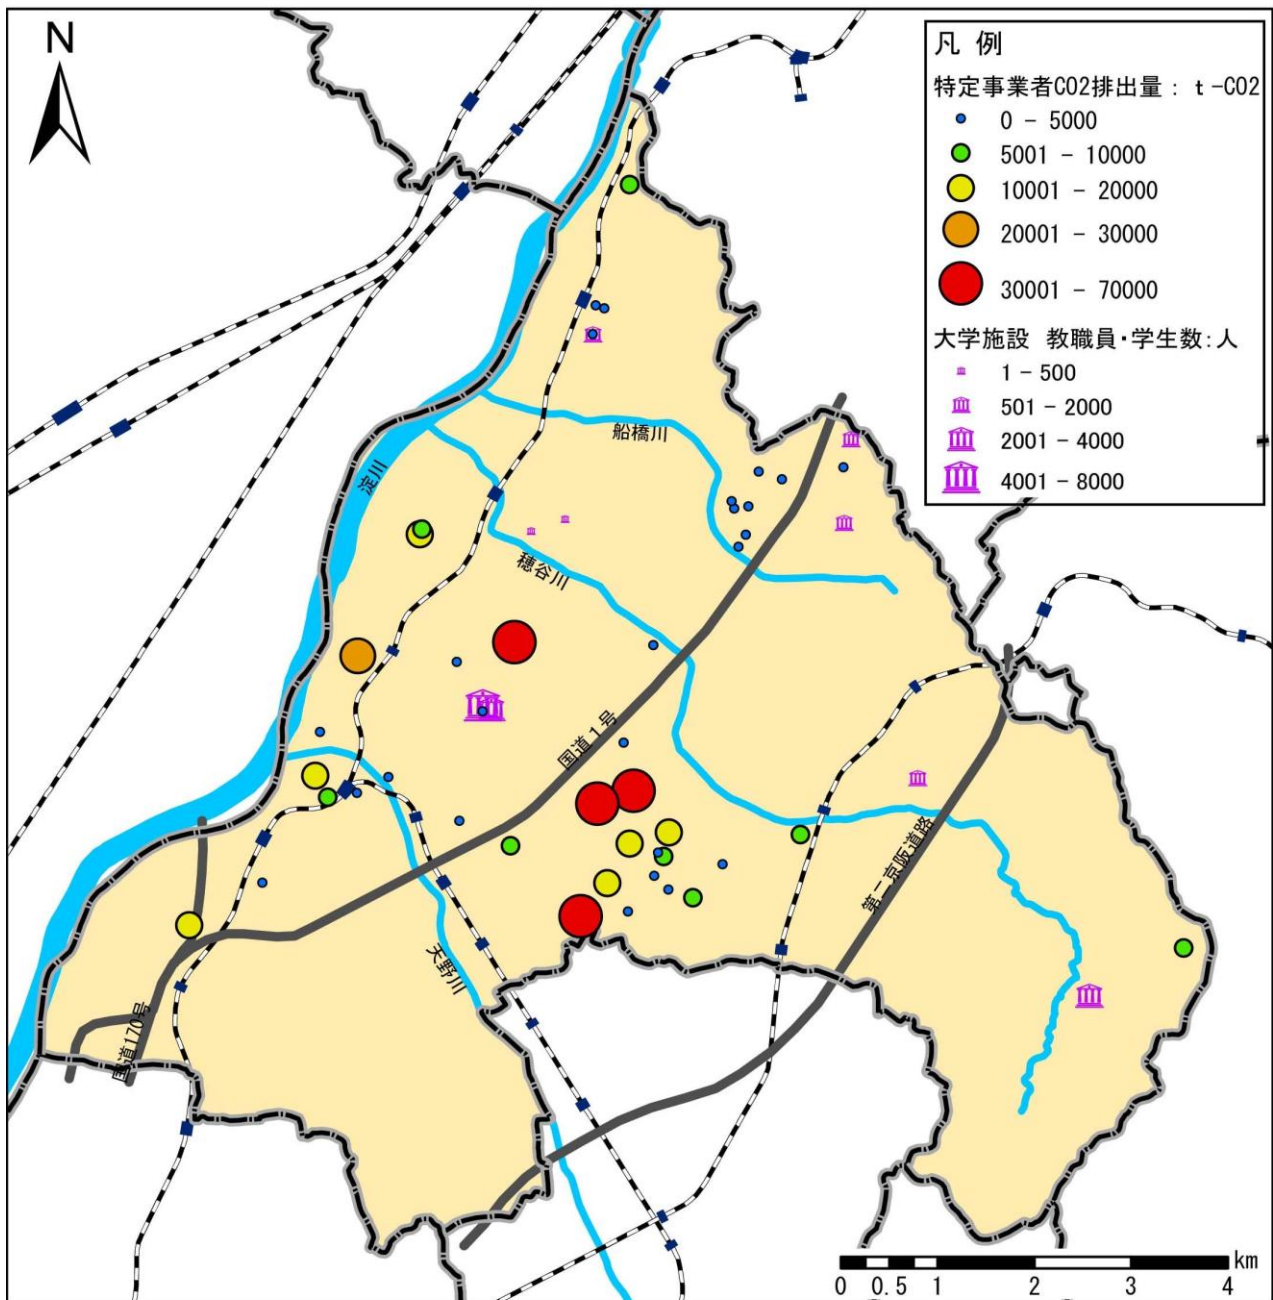 N
凡 例
特定事業者CO2排出量: t-CO2
0 - 5000
5001 - 10000
10001 - 20000
20001 - 30000
30001 - 70000
大学施設 教職員・学生数:人
1 - 500
501 - 2000
2001 - 4000
4001 - 8000
船橋川
淀川
穂谷川
国道1号
第二京阪道路
天野川
国道170号
0 0.5 1 2 3 4 km